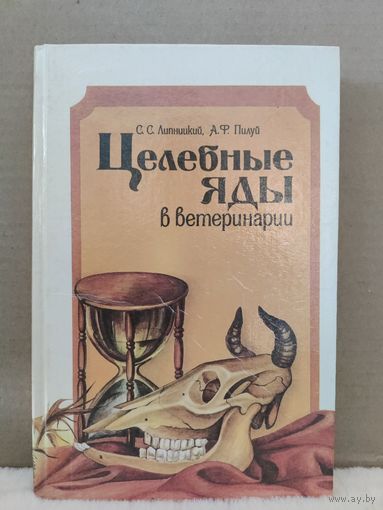 С. С. Липницкий, А. Ф. Пилуй
Целебные
яды
в ветеринарии
www.ay.by